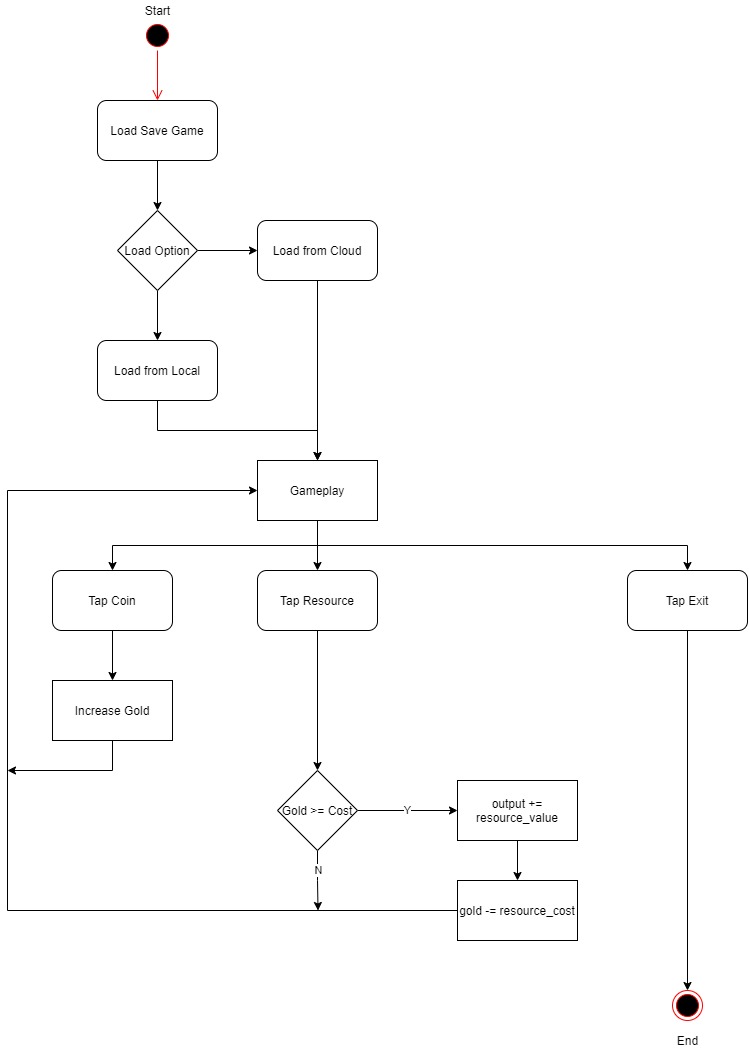 Start
Load Save Game
Load Option
Load from Cloud
Load from Local
Gameplay
Tap Coin
Tap Resource
Tap Exit
Increase Gold
Gold >= Cost
Y
output +=
resource_value
N
gold -= resource_cost
End